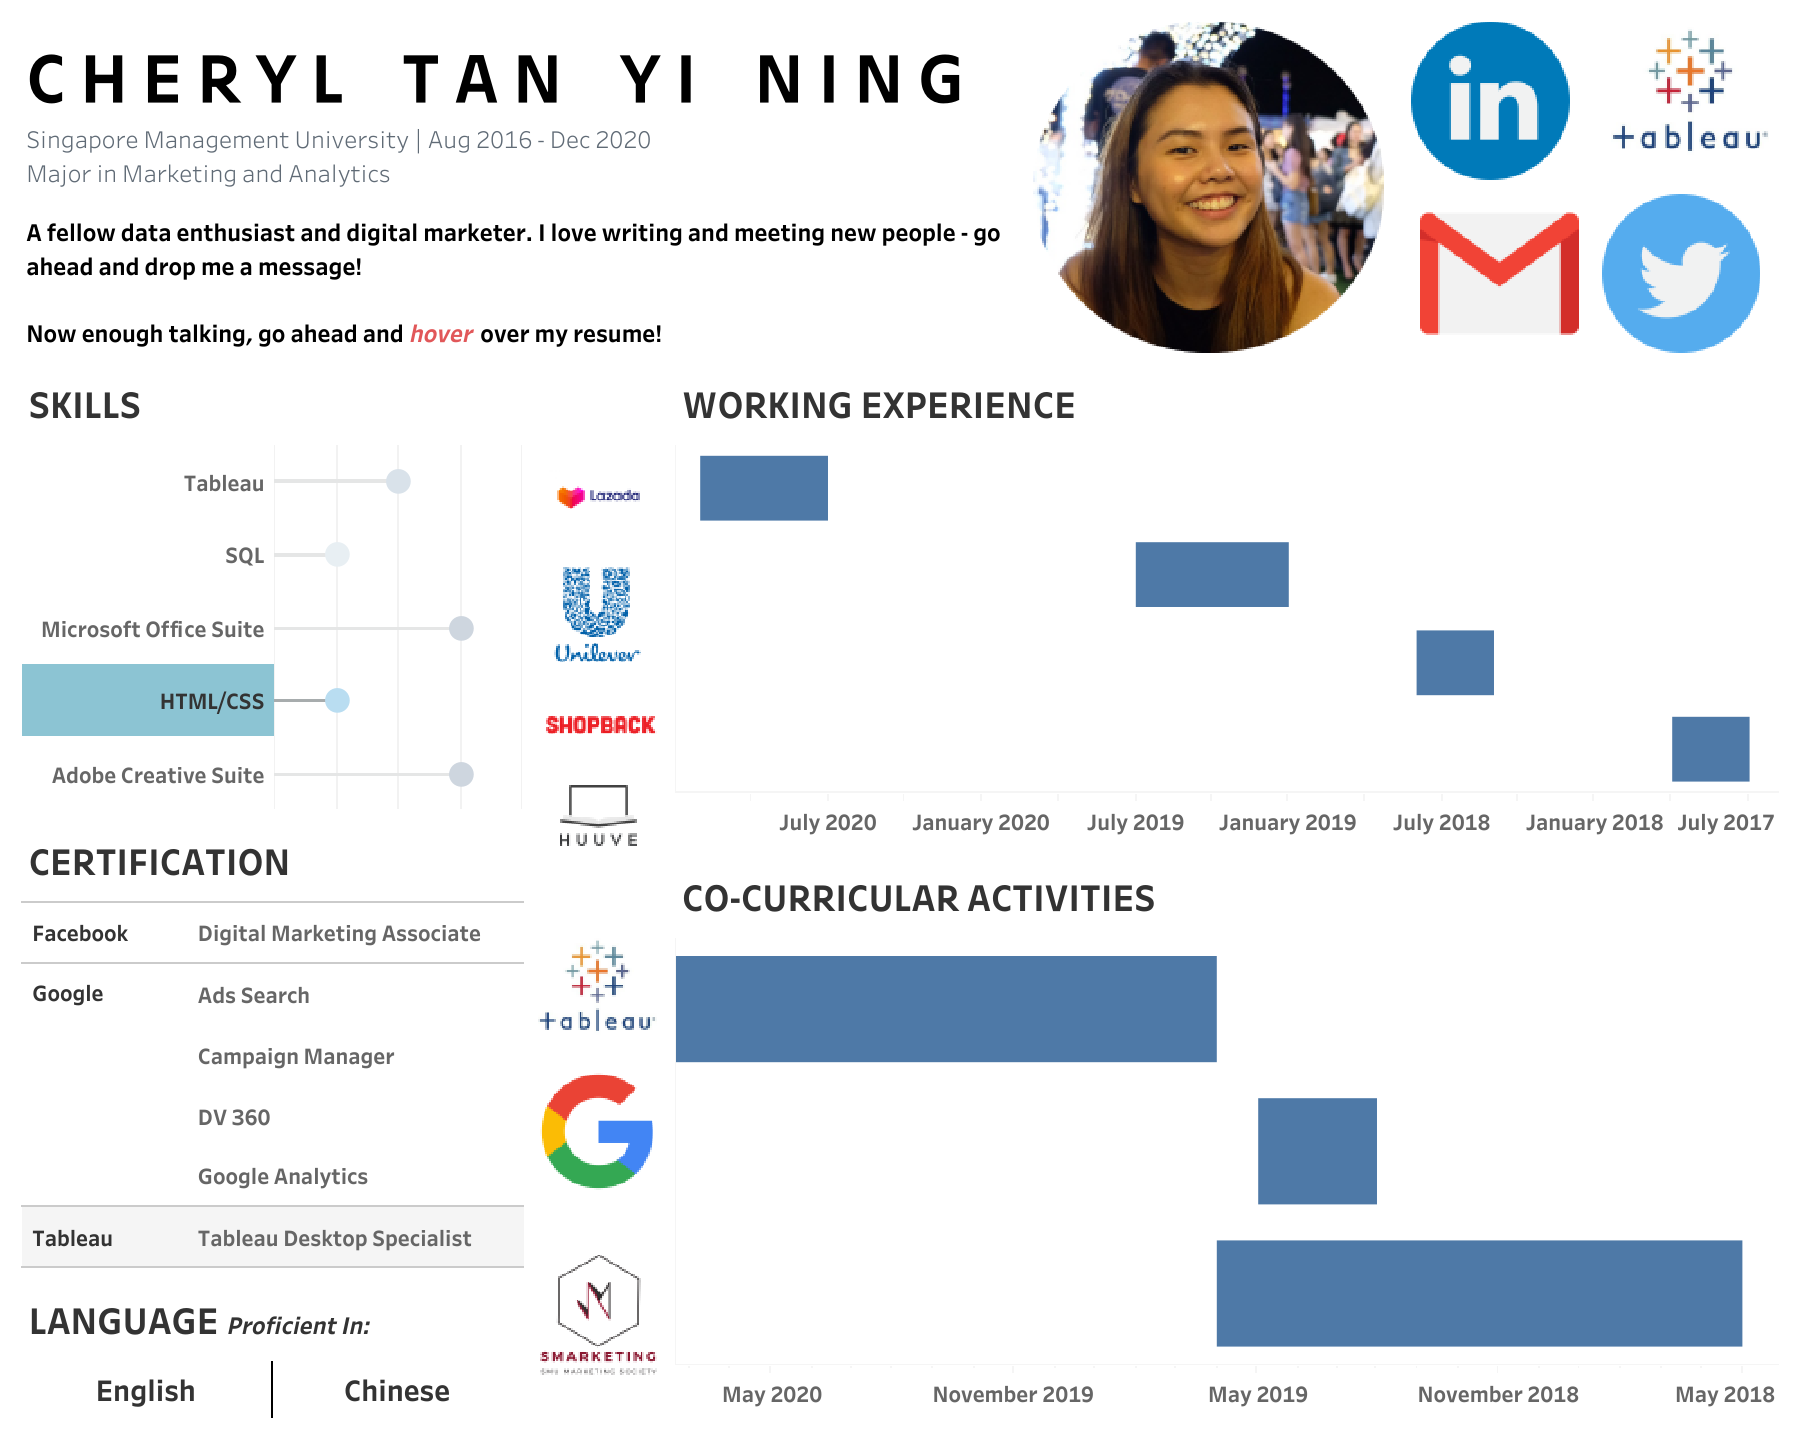 CHERYL TAN YI NING
Singapore Management University | Aug 2016 - Dec 2020
Major in Marketing and Analytics
A fellow data enthusiast and digital marketer. I love writing and meeting new people - go
ahead and drop me a message!
Now enough talking, go ahead and hover over my resume!
in
+ableau
SKILLS
Tableau
SQL
Microsoft Office Suite
HTML/CSS
Adobe Creative Suite
CERTIFICATION
Facebook Digital Marketing Associate
Google Ads Search
Campaign Manager
DV 360
Google Analytics
Tableau Tableau Desktop Specialist
LANGUAGE Proficient In:
English
Chinese
WORKING EXPERIENCE
Lazada
Unilever
SHOPBACK
HUUVE
July 2020 January 2020 July 2019 January 2019 July 2018 January 2018 July 2017
CO-CURRICULAR ACTIVITIES
+ableau
G
SMARKETING
SMU MARKETING SOCIETY
May 2020 November 2019 May 2019 November 2018 May 2018